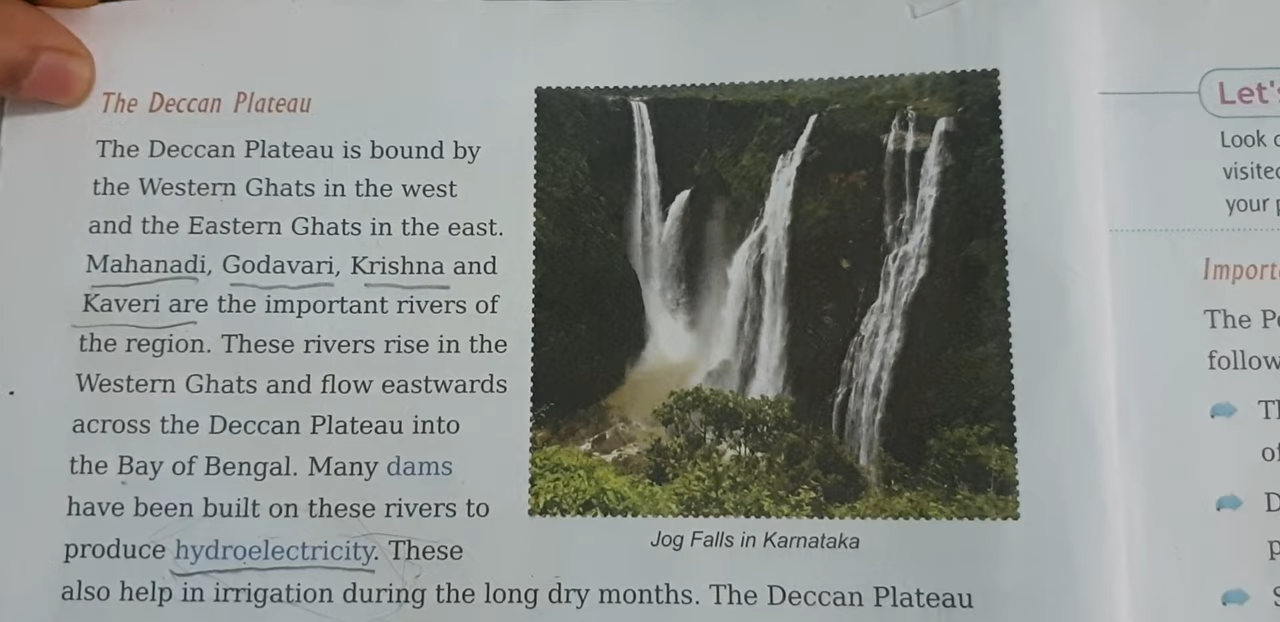 The Deccan Plateau
The Deccan Plateau is bound by
the Western Ghats in the west
and the Eastern Ghats in the east.
Mahanadi, Godavari, Krishna and
Kaveri are the important rivers of
the region. These rivers rise in the
Western Ghats and flow eastwards
across the Deccan Plateau into
the Bay of Bengal. Many dams
have been built on these rivers to
produce hydroelectricity. These
also help in irrigation during the long dry months. The Deccan Plateau
Jog Falls in Karnataka
Let's
Look
your
The
follow